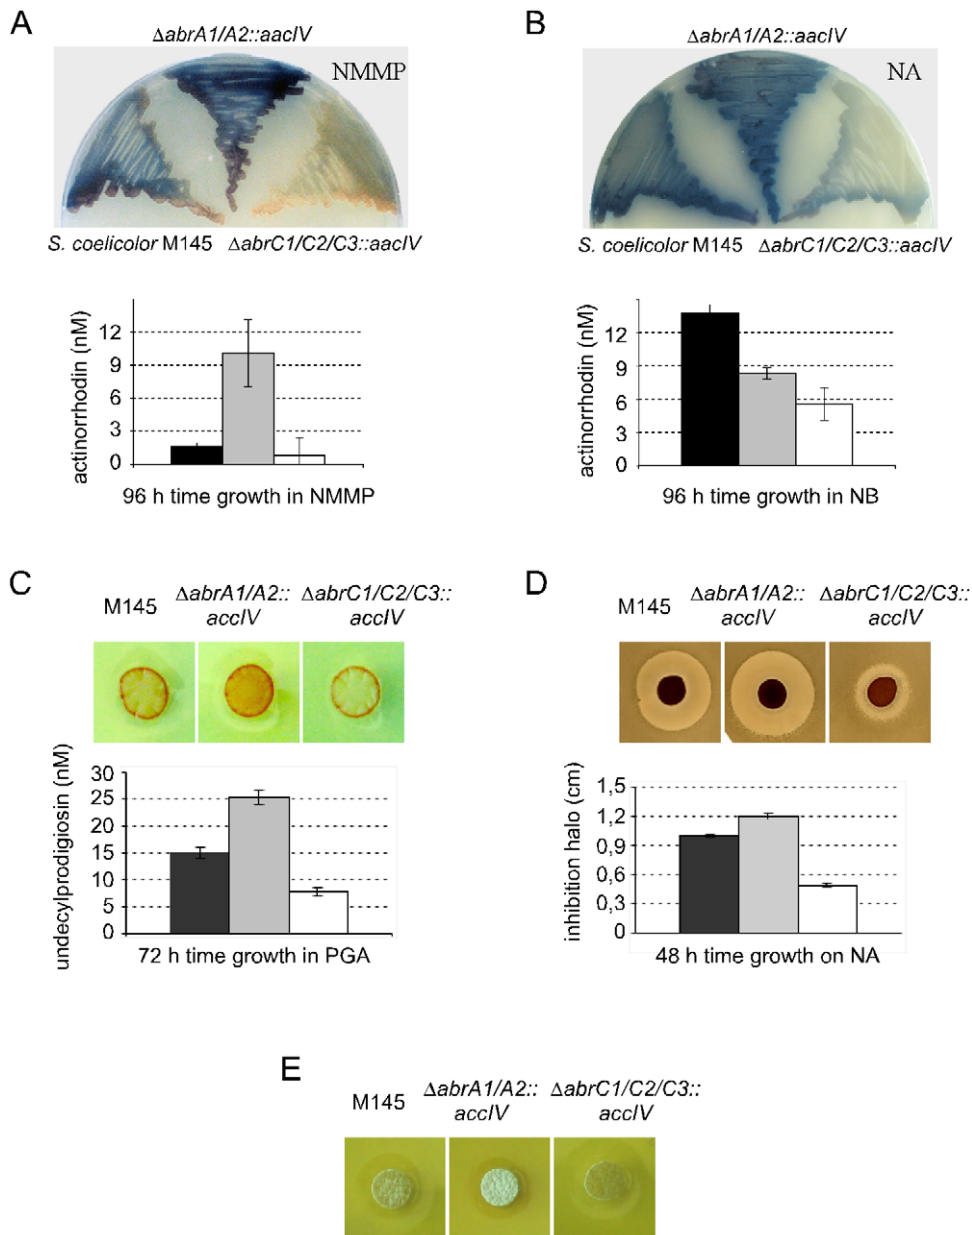 A
B
ΔabrA1/A2::aacIV
ΔabrA1/A2::aacIV
NMMP
NA
S. coelicolor M145
ΔabrC1/C2/C3::aacIV
S. coelicolor M145
ΔabrC1/C2/C3::aacIV
actinorrhodin (nM)
12
9
6
3
0
96 h time growth in NMMP
actinorrhodin (nM)
12
9
6
3
0
96 h time growth in NB
C
M145
ΔabrA1/A2::
accIV
ΔabrC1/C2/C3::
accIV
undecylprodigiosin (nM)
30
25
20
15
10
5
0
72 h time growth in PGA
D
M145
ΔabrA1/A2::
accIV
ΔabrC1/C2/C3::
accIV
inhibition halo (cm)
1,5
1,2
0,9
0,6
0,3
0
48 h time growth on NA
E
M145
ΔabrA1/A2::
accIV
ΔabrC1/C2/C3::
accIV